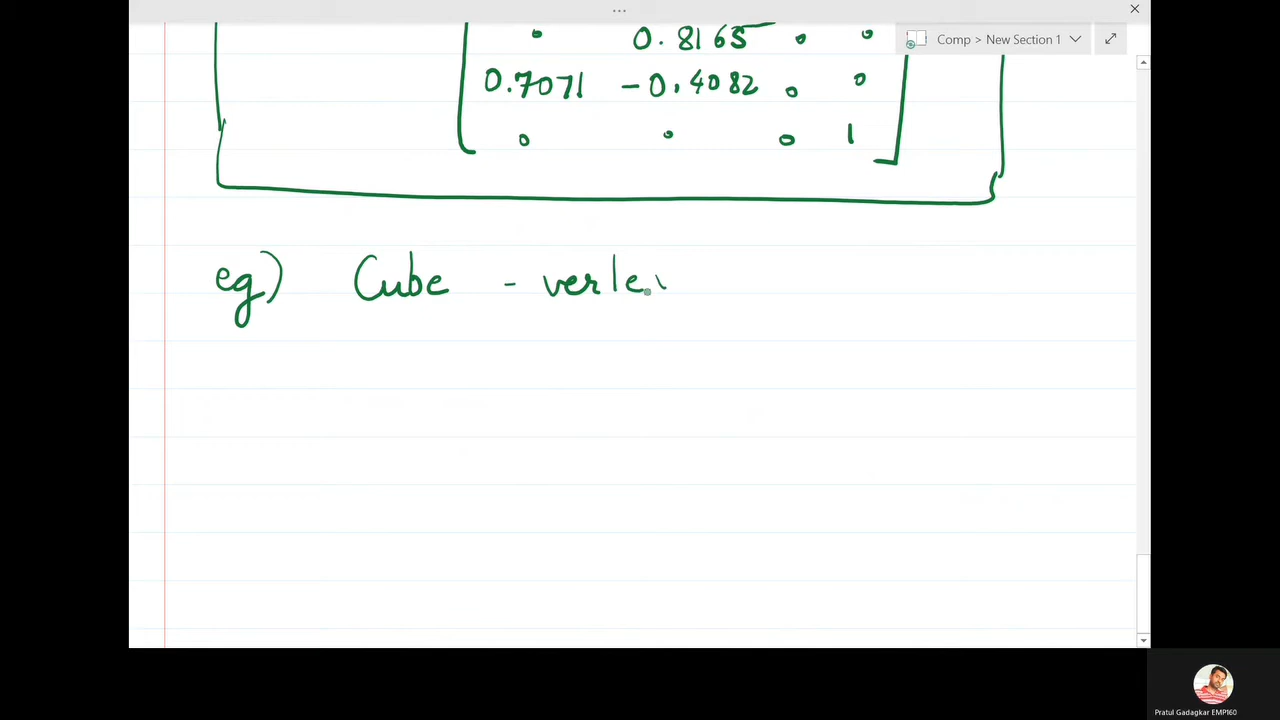 ...
Comp > New Section 1
0 0.8165 0 0
0.7071 -0.4082 0 0
0 0 0 1
eg) Cube - verte
Pratul Gadagkar EMP160